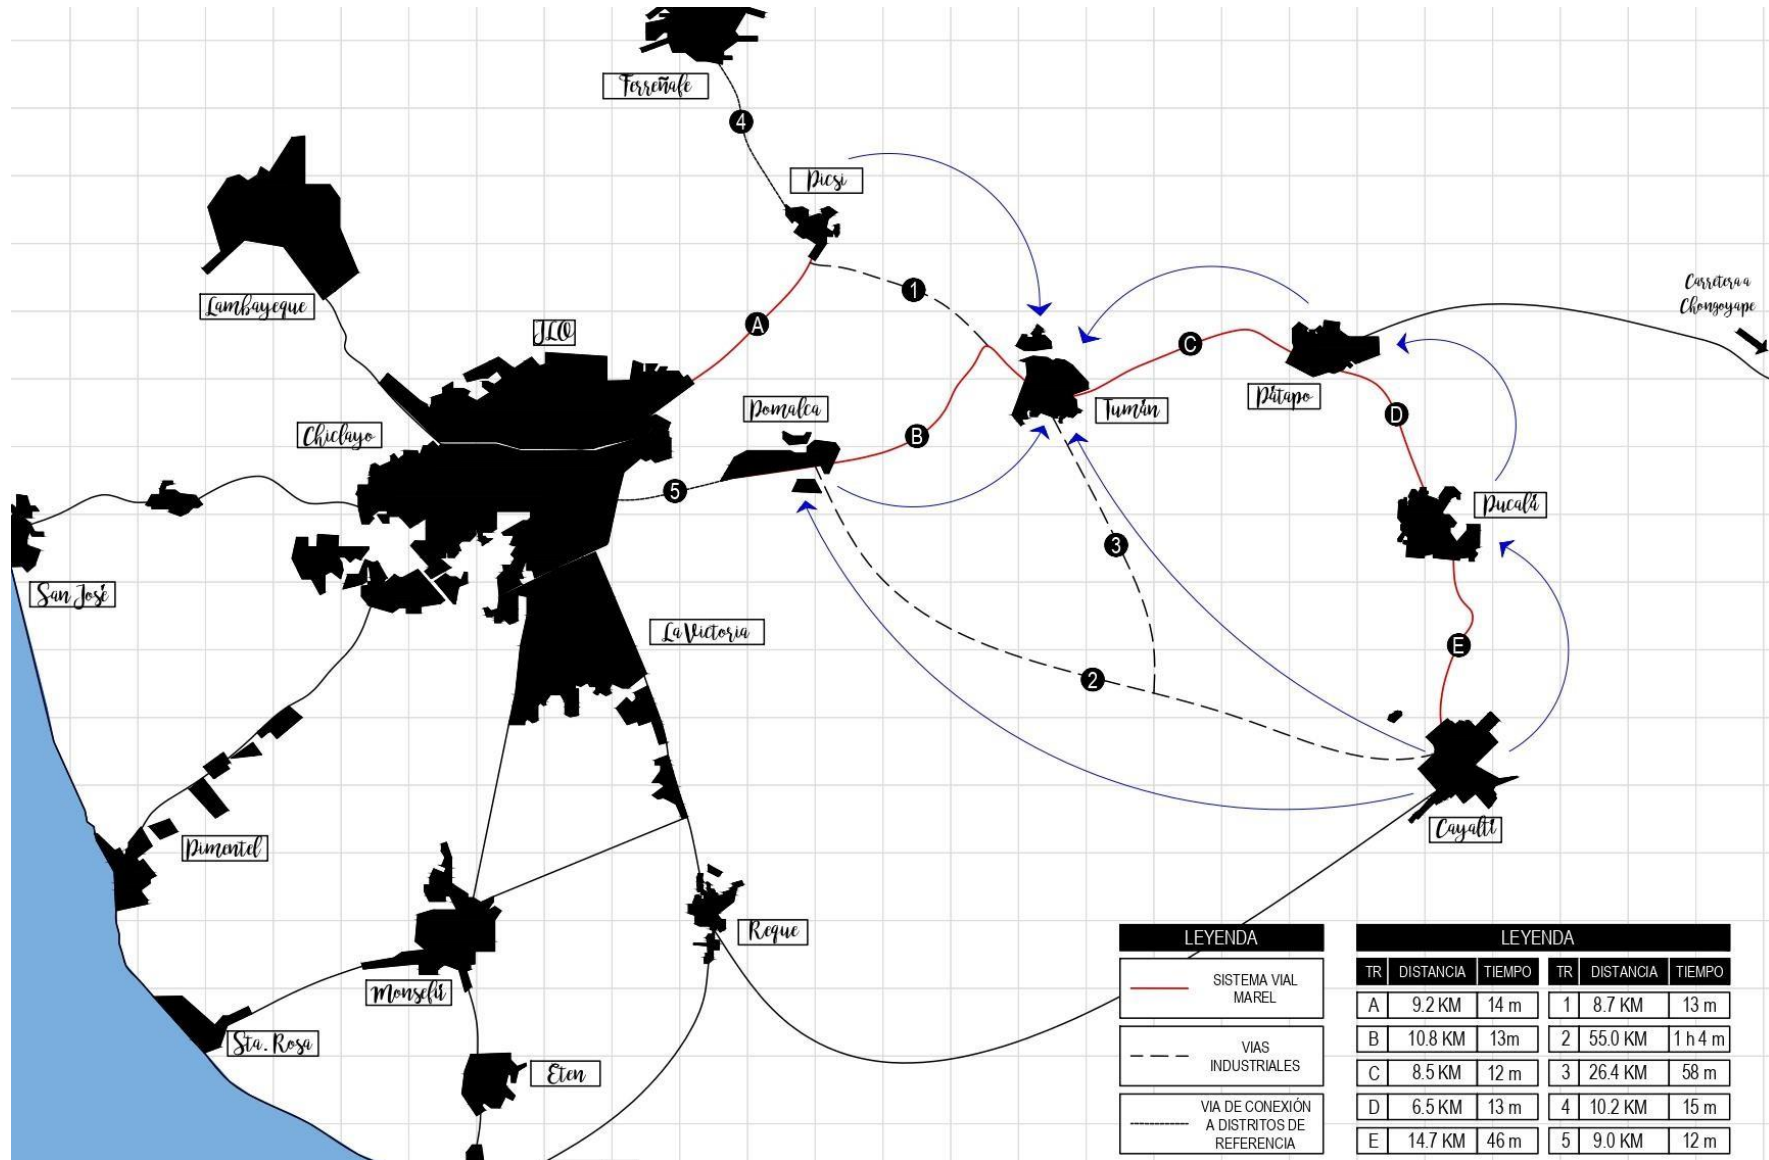 Ferreñafe
4
Picsi
Lambayeque
1
Carretera a
Chongoyape
JLO
A
C
Pomalca
Tumán
Pátapo
Chiclayo
B
D
5
Pucalá
3
San José
La Victoria
E
2
Cayaltí
Pimentel
Reque
Monsefú
Sta. Rosa
Eten
LEYENDA
SISTEMA VIAL
MAREL
VIAS
INDUSTRIALES
VIA DE CONEXIÓN
A DISTRITOS DE
REFERENCIA
LEYENDA
TR DISTANCIA TIEMPO TR DISTANCIA TIEMPO
A 9.2 KM 14 m 1 8.7 KM 13 m
B 10.8 KM 13m 2 55.0 KM 1 h 4 m
C 8.5 KM 12 m 3 26.4 KM 58 m
D 6.5 KM 13 m 4 10.2 KM 15 m
E 14.7 KM 46 m 5 9.0 KM 12 m